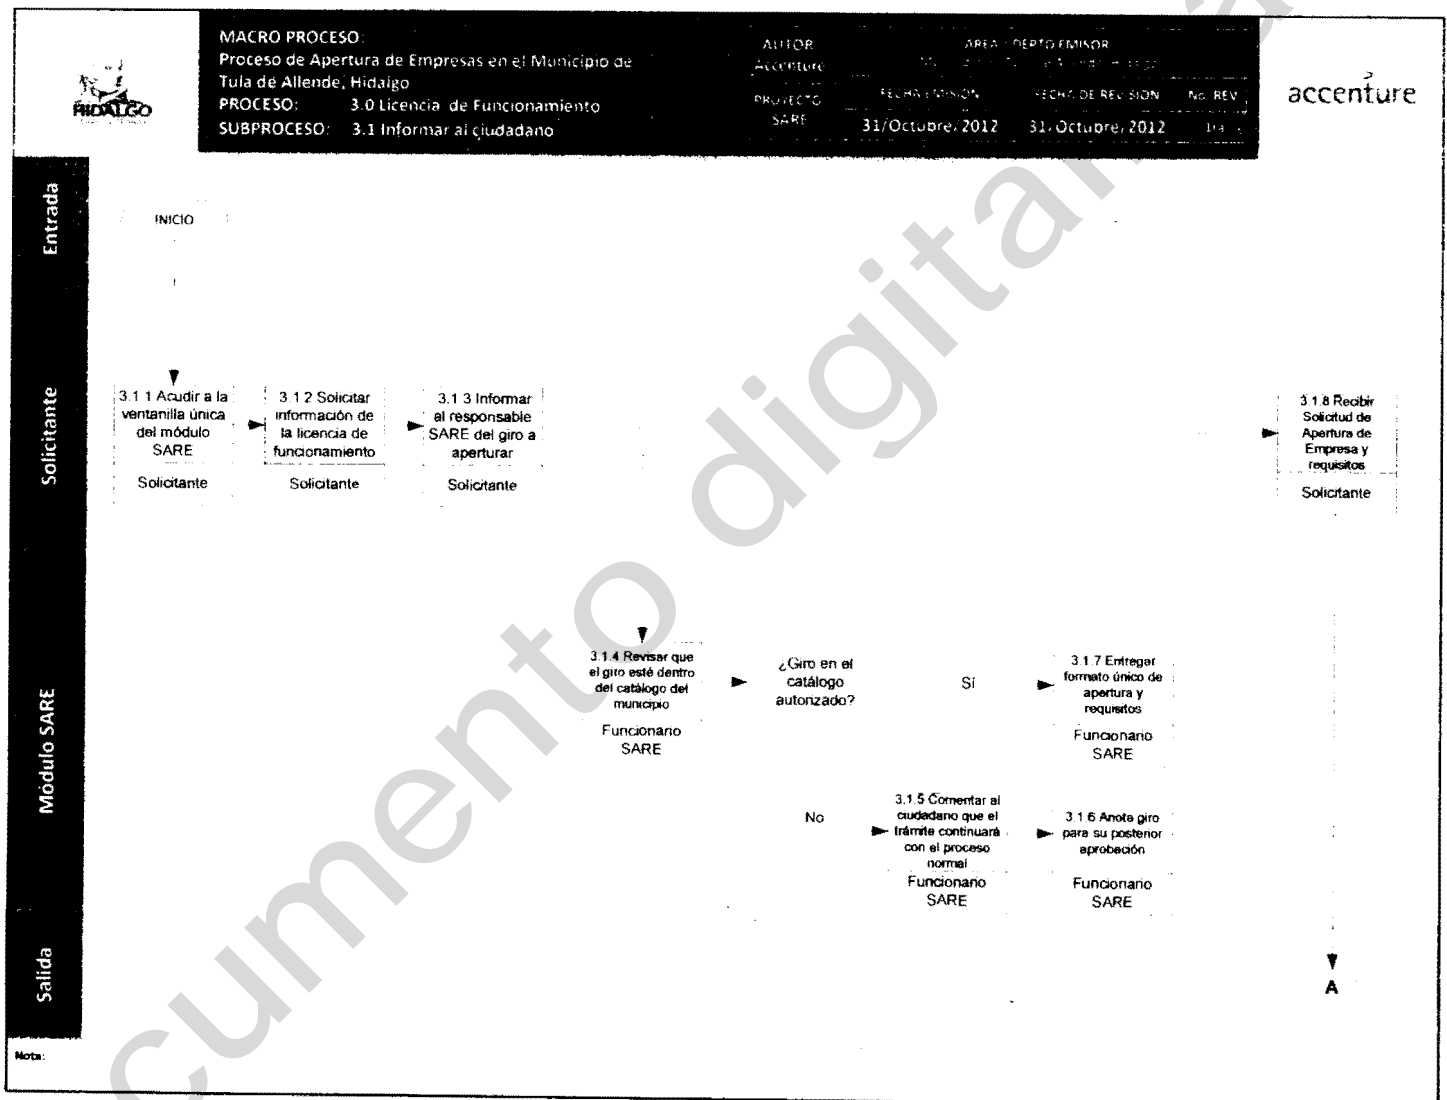 HIDALGO
MACRO PROCESO:
Proceso de Apertura de Empresas en el Municipio de
Tula de Allende, Hidalgo
PROCESO: 3.0 Licencia de Funcionamiento
SUBPROCESO: 3.1 Informar al ciudadano
AUTOR
Accenture
PROYECTO
SARE
DEPTO EMISOR
FECHA EMISIÓN
31/Octubre/2012
FECHA DE REVISIÓN
31/Octubre/2012
No. REV
1ra
accenture
Entrada
INICIO
Solicitante
3.1 1 Acudir a la
ventanilla única
del módulo
SARE
Solicitante
3.1 2 Solicitar
información de
la licencia de
funcionamiento
Solicitante
3.1 3 Informar
al responsable
SARE del giro a
aperturar
Solicitante
3.1.8 Recibir
Solicitud de
Apertura de
Empresa y
requisitos
Solicitante
Módulo SARE
3.1.4 Revisar que
el giro esté dentro
del catálogo del
municipio
Funcionario
SARE
¿Giro en el
catálogo
autorizado?
Sí
3.1.7 Entregar
formato único de
apertura y
requisitos
Funcionario
SARE
No
3.1.5 Comentar al
ciudadano que el
trámite continuará
con el proceso
normal
Funcionario
SARE
3.1.6 Anota giro
para su posterior
aprobación
Funcionario
SARE
Salida
A
Nota:
cumento digita